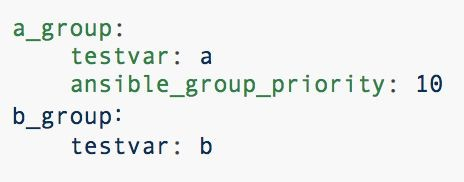 a_group:
    testvar: a
    ansible_group_priority: 10
b_group:
    testvar: b